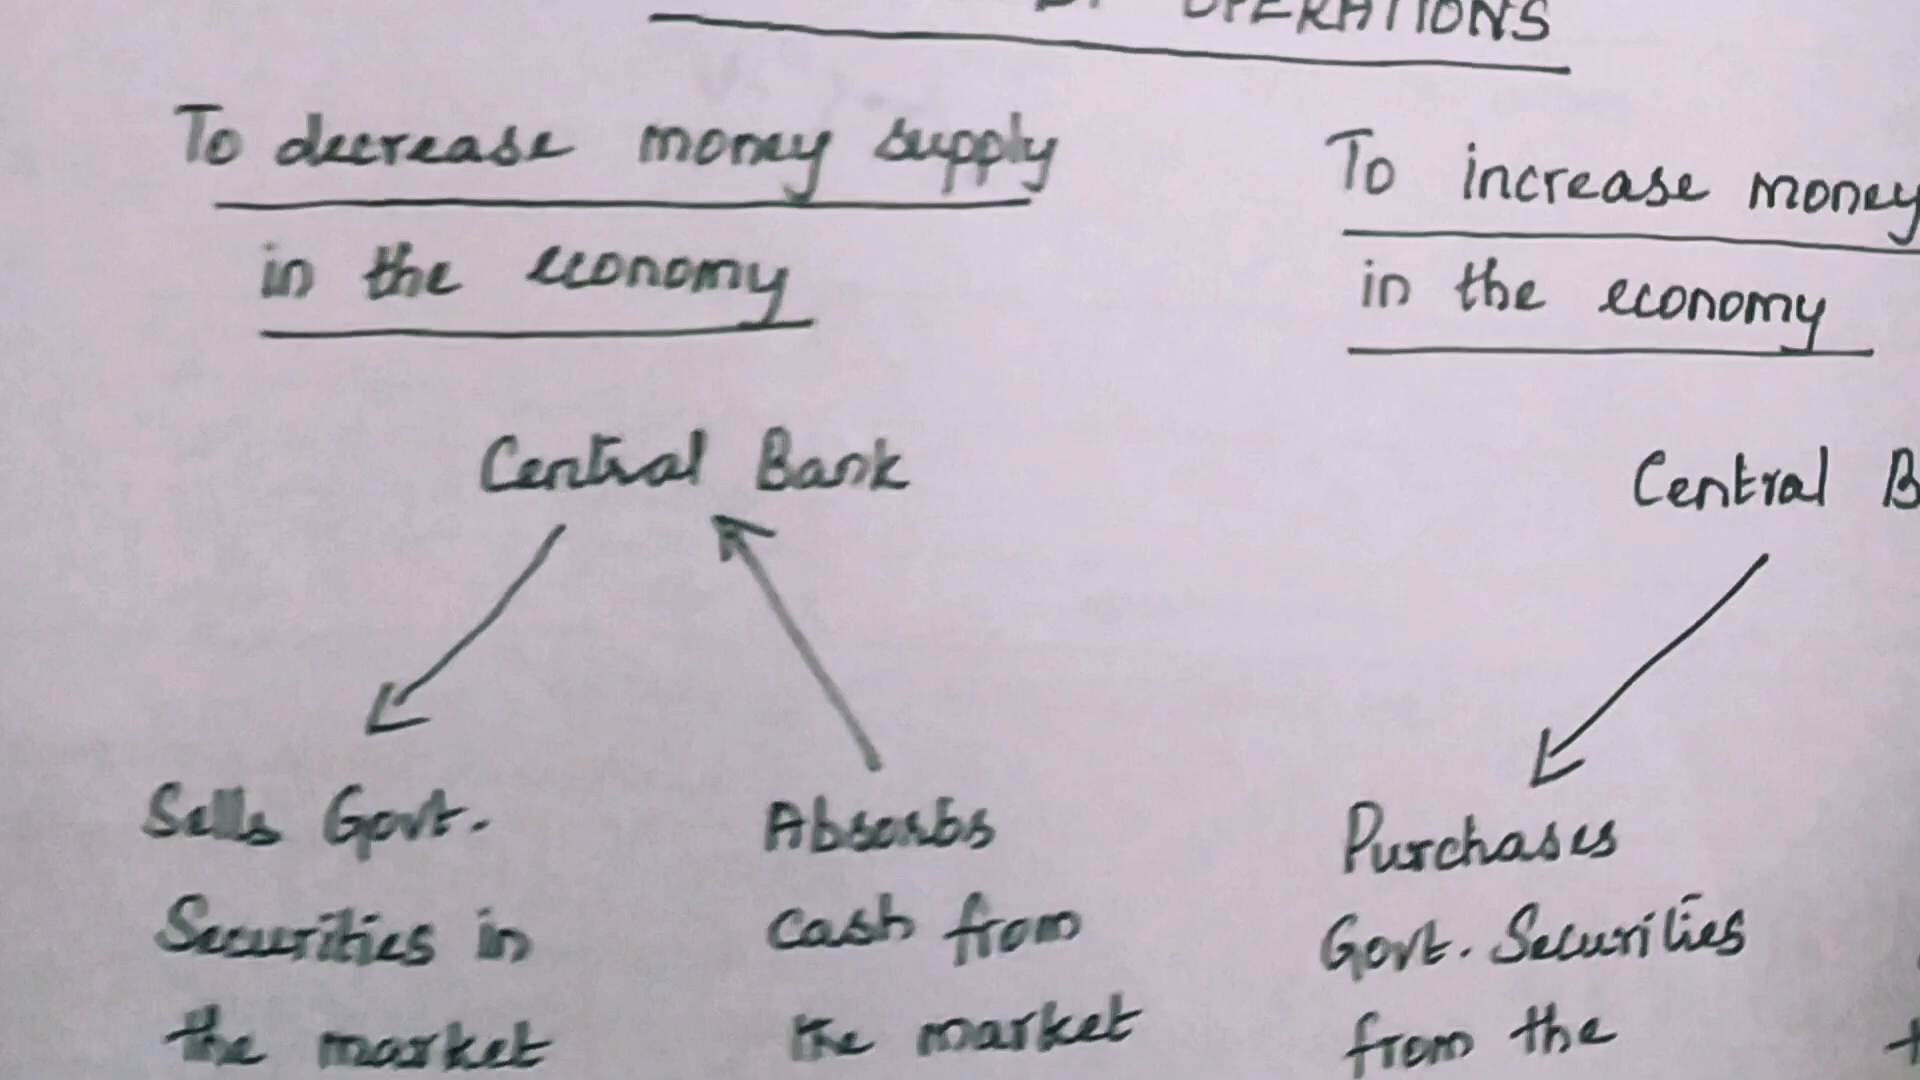 OPERATIONS
To decrease money supply
in the economy
Central Bank
Sells Govt.
Securities in
the market
Absorbs
cash from
the market
To increase money
in the economy
Central B
Purchases
Govt. Securities
from the